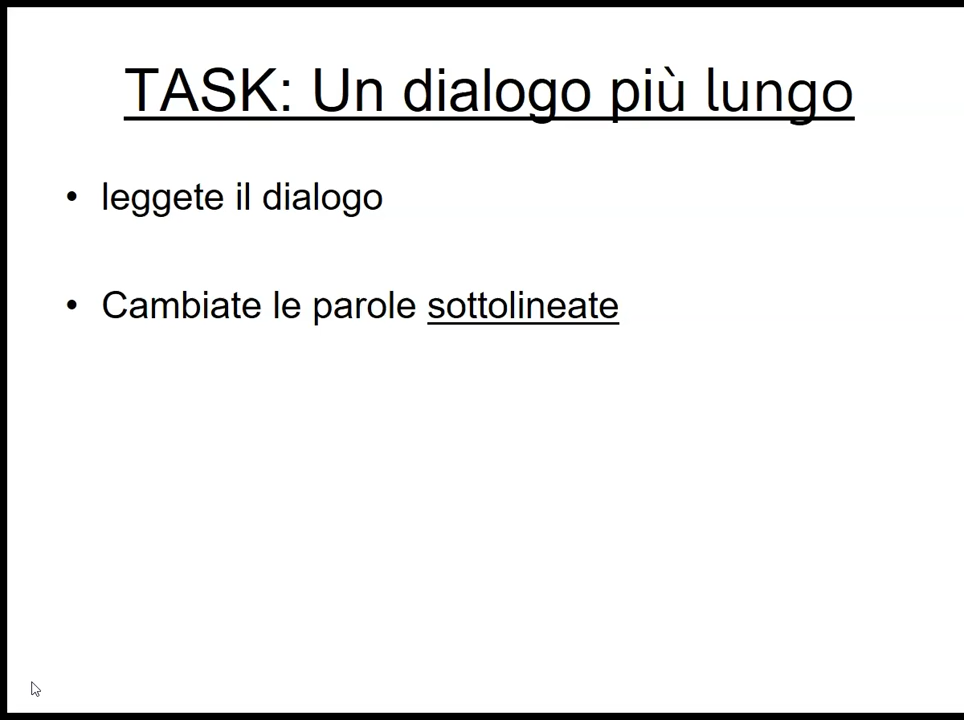 TASK: Un dialogo più lungo
• leggete il dialogo
• Cambiate le parole sottolineate